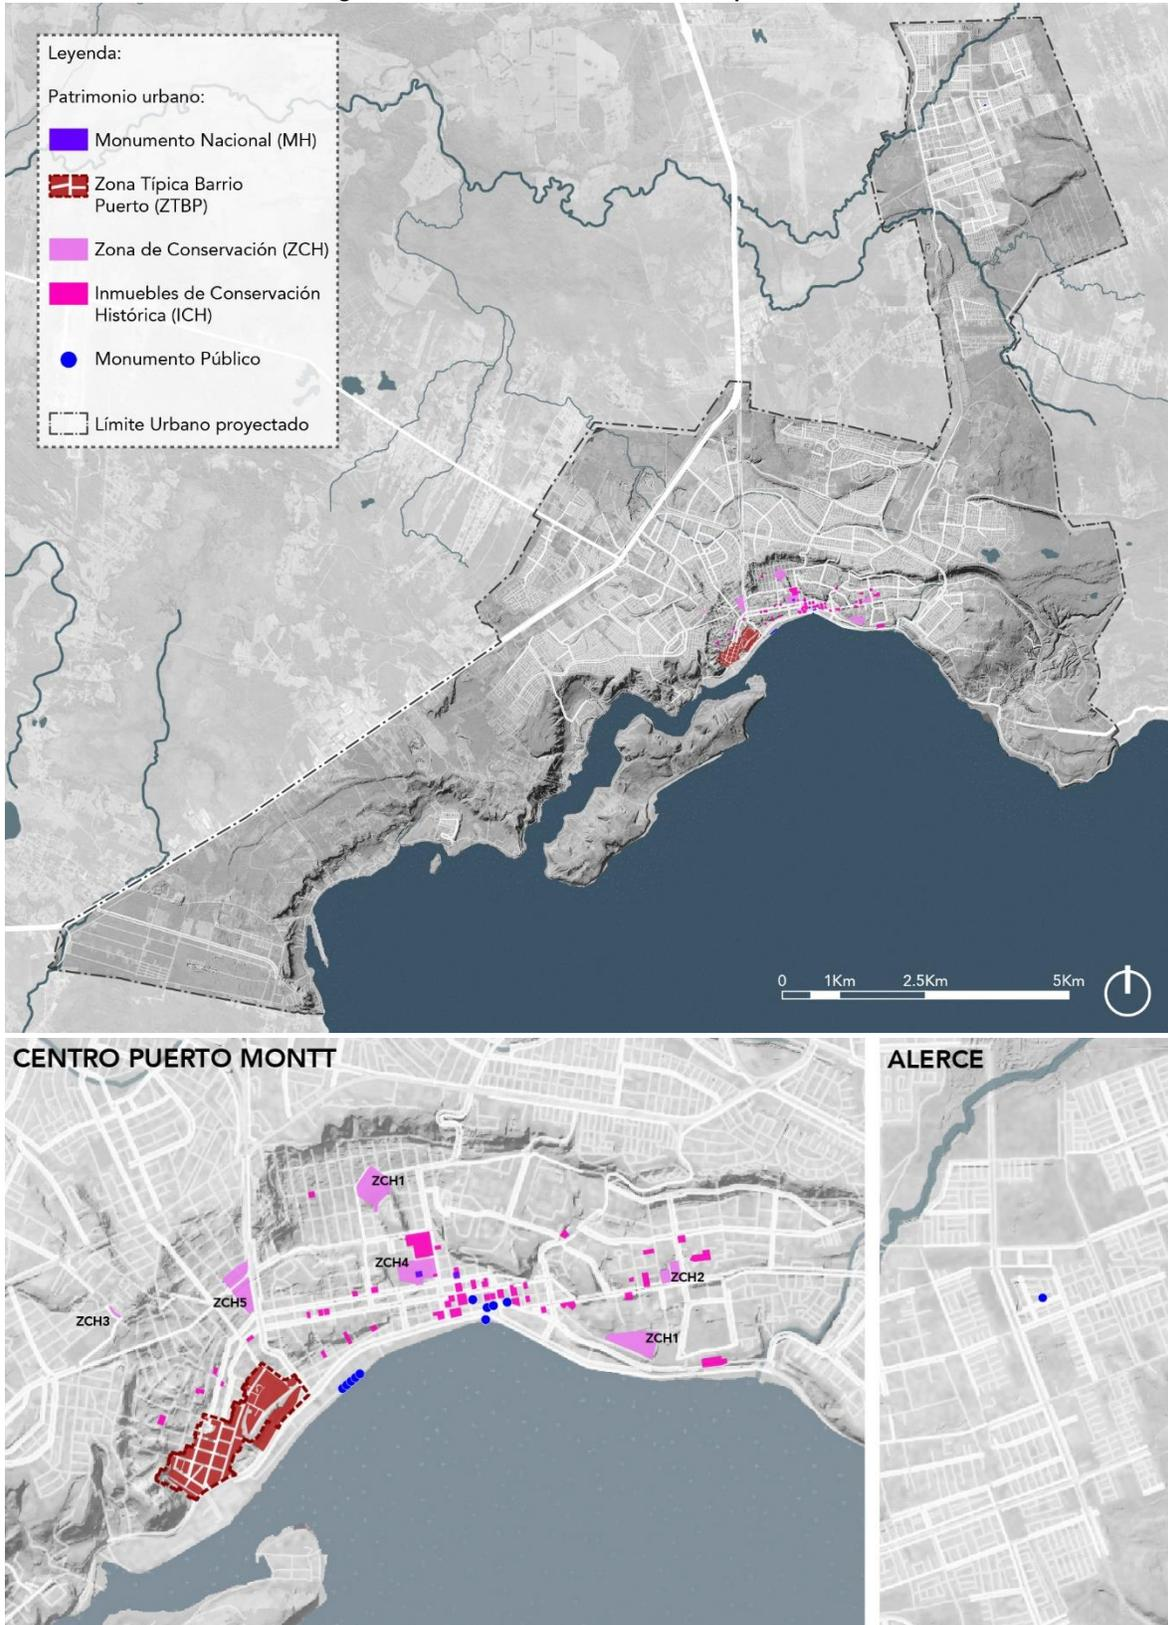 Leyenda:
Patrimonio urbano:
Monumento Nacional (MH)
Zona Típica Barrio
Puerto (ZTBP)
Zona de Conservación (ZCH)
Inmuebles de Conservación
Histórica (ICH)
Monumento Público
Límite Urbano proyectado
0 1Km 2.5Km 5Km
CENTRO PUERTO MONTT
ZCH1
ZCH4
ZCH2
ZCH5
ZCH3
ZCH1
ALERCE